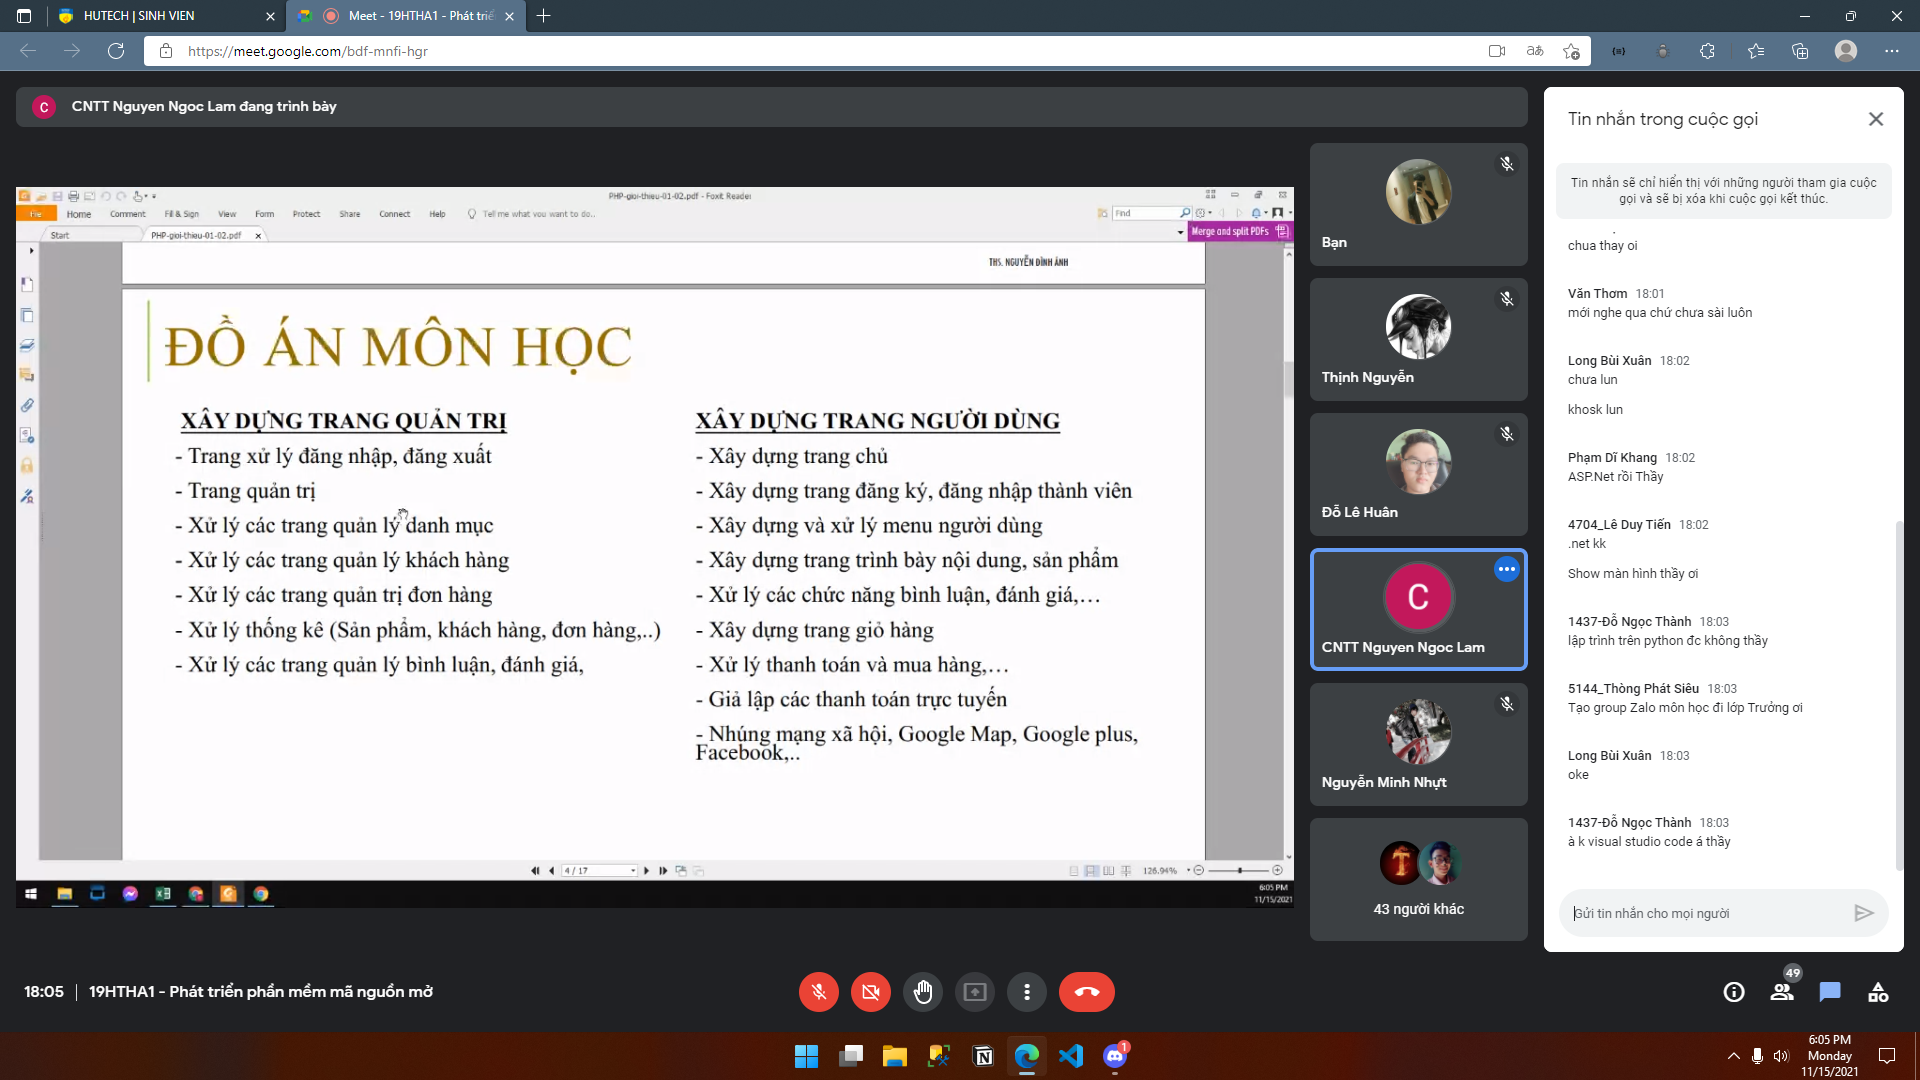 HUTECH | SINH VIEN
Meet - 19HTHA1 - Phát triể
https://meet.google.com/bdf-mnfi-hgr
C
CNTT Nguyen Ngoc Lam đang trình bày
PHP-gioi-thieu-01-02.pdf - Foxit Reader
File Home Comment Fill & Sign View Form Protect Share Connect Help Tell me what you want to do..
Find
Start PHP-gioi-thieu-01-02.pdf
Merge and split PDFs
THS. NGUYỄN ĐÌNH ÁNH
ĐỒ ÁN MÔN HỌC
XÂY DỰNG TRANG QUẢN TRỊ
- Trang xử lý đăng nhập, đăng xuất
- Trang quản trị
- Xử lý các trang quản lý danh mục
- Xử lý các trang quản lý khách hàng
- Xử lý các trang quản trị đơn hàng
- Xử lý thống kê (Sản phẩm, khách hàng, đơn hàng,..)
- Xử lý các trang quản lý bình luận, đánh giá,
XÂY DỰNG TRANG NGƯỜI DÙNG
- Xây dựng trang chủ
- Xây dựng trang đăng ký, đăng nhập thành viên
- Xây dựng và xử lý menu người dùng
- Xây dựng trang trình bày nội dung, sản phẩm
- Xử lý các chức năng bình luận, đánh giá,...
- Xây dựng trang giỏ hàng
- Xử lý thanh toán và mua hàng,...
- Giả lập các thanh toán trực tuyến
- Nhúng mạng xã hội, Google Map, Google plus,
Facebook,..
4 / 17
126.94%
6:05 PM
11/15/2021
Bạn
Thịnh Nguyễn
Đỗ Lê Huân
C
CNTT Nguyen Ngoc Lam
Nguyễn Minh Nhựt
T
43 người khác
Tin nhắn trong cuộc gọi
Tin nhắn sẽ chỉ hiển thị với những người tham gia cuộc
gọi và sẽ bị xóa khi cuộc gọi kết thúc.
chua thay oi
Văn Thơm 18:01
mới nghe qua chứ chưa sài luôn
Long Bùi Xuân 18:02
chưa lun
khosk lun
Phạm Dĩ Khang 18:02
ASP.Net rồi Thầy
4704_Lê Duy Tiến 18:02
.net kk
Show màn hình thầy ơi
1437-Đỗ Ngọc Thành 18:03
lập trình trên python đc không thầy
5144_Thòng Phát Siêu 18:03
Tạo group Zalo môn học đi lớp Trưởng ơi
Long Bùi Xuân 18:03
oke
1437-Đỗ Ngọc Thành 18:03
à k visual studio code á thầy
Gửi tin nhắn cho mọi người
18:05 | 19HTHA1 - Phát triển phần mềm mã nguồn mở
49
1
6:05 PM
Monday
11/15/2021